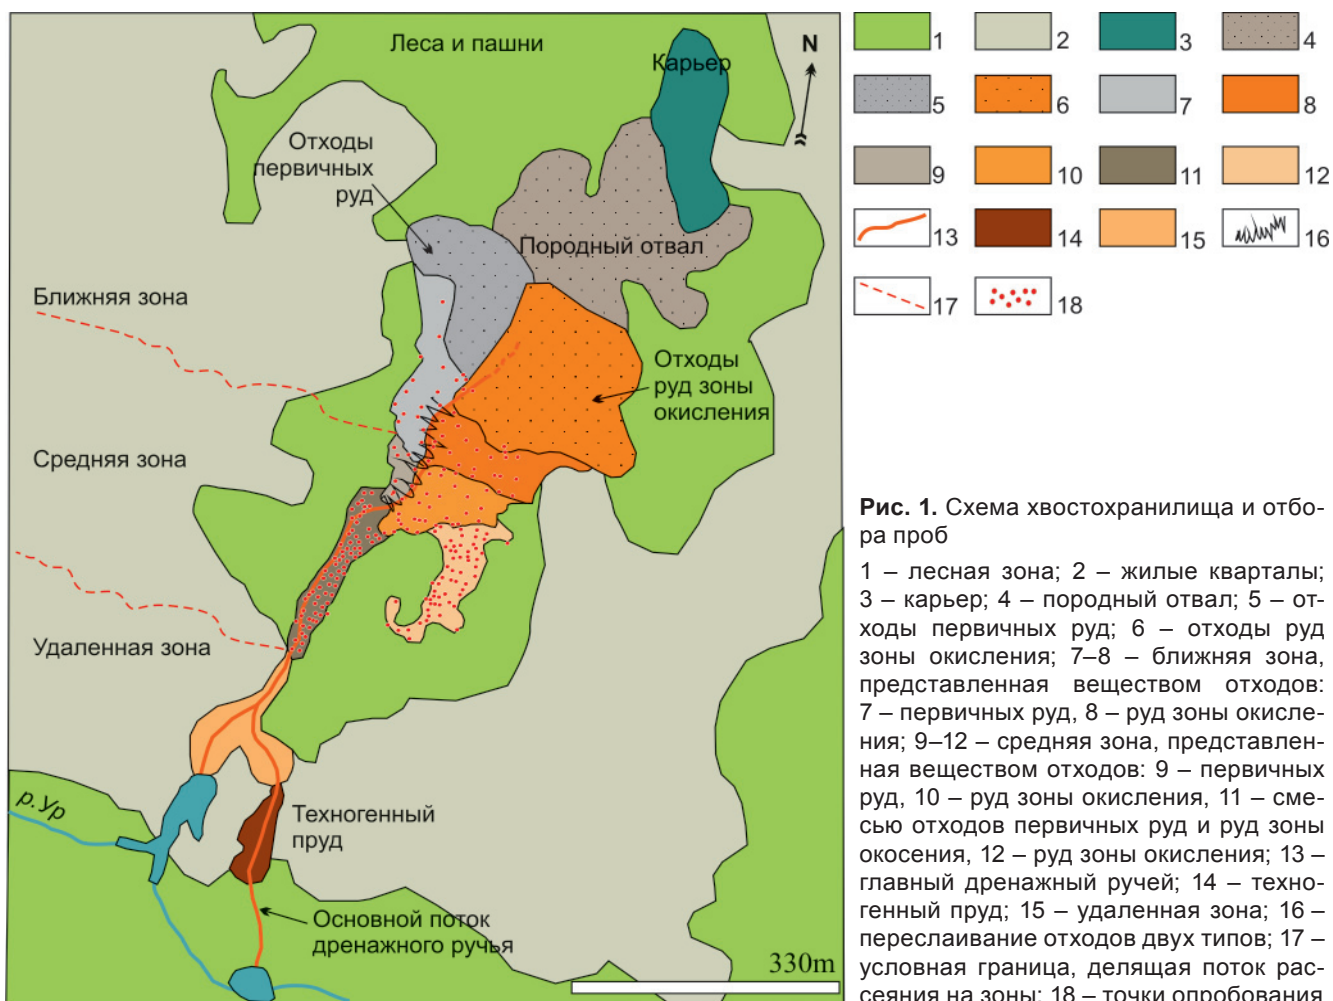 Леса и пашни
N
Карьер
Отходы
первичных
руд
Породный отвал
Ближняя зона
Отходы
руд зоны
окисления
Средняя зона
Удаленная зона
р.Ур
Техногенный
пруд
Основной поток
дренажного ручья
330m
1
2
3
4
5
6
7
8
9
10
11
12
13
14
15
16
17
18
Рис. 1. Схема хвостохранилища и отбо-
ра проб
1 – лесная зона; 2 – жилые кварталы;
3 – карьер; 4 – породный отвал; 5 – от-
ходы первичных руд; 6 – отходы руд
зоны окисления; 7–8 – ближняя зона,
представленная веществом отходов:
7 – первичных руд, 8 – руд зоны окисле-
ния; 9–12 – средняя зона, представлен-
ная веществом отходов: 9 – первичных
руд, 10 – руд зоны окисления, 11 – сме-
сью отходов первичных руд и руд зоны
окосения, 12 – руд зоны окисления; 13 –
главный дренажный ручей; 14 – техно-
генный пруд; 15 – удаленная зона; 16 –
переслаивание отходов двух типов; 17 –
условная граница, делящая поток рас-
сеяния на зоны; 18 – точки опробования